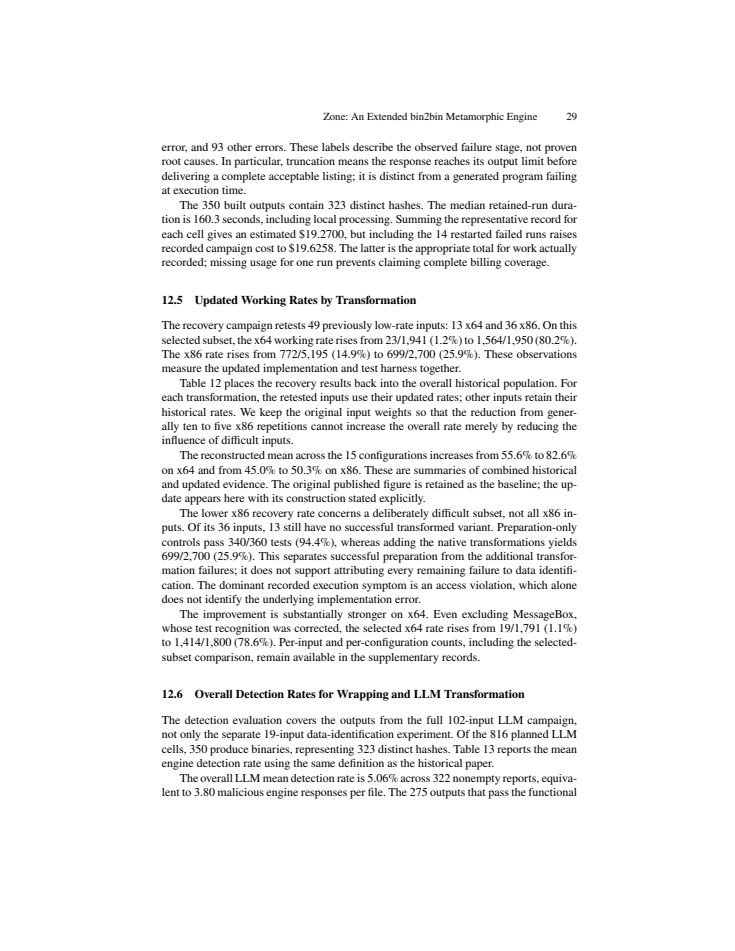 Zone: An Extended bin2bin Metamorphic Engine 29
error, and 93 other errors. These labels describe the observed failure stage, not proven
root causes. In particular, truncation means the response reaches its output limit before
delivering a complete acceptable listing; it is distinct from a generated program failing
at execution time.
The 350 built outputs contain 323 distinct hashes. The median retained-run dura-
tion is 160.3 seconds, including local processing. Summing the representative record for
each cell gives an estimated $19.2700, but including the 14 restarted failed runs raises
recorded campaign cost to $19.6258. The latter is the appropriate total for work actually
recorded; missing usage for one run prevents claiming complete billing coverage.
12.5 Updated Working Rates by Transformation
The recovery campaign retests 49 previously low-rate inputs: 13 x64 and 36 x86. On this
selected subset, the x64 working rate rises from 23/1,941 (1.2%) to 1,564/1,950 (80.2%).
The x86 rate rises from 772/5,195 (14.9%) to 699/2,700 (25.9%). These observations
measure the updated implementation and test harness together.
Table 12 places the recovery results back into the overall historical population. For
each transformation, the retested inputs use their updated rates; other inputs retain their
historical rates. We keep the original input weights so that the reduction from gener-
ally ten to five x86 repetitions cannot increase the overall rate merely by reducing the
influence of difficult inputs.
The reconstructed mean across the 15 configurations increases from 55.6% to 82.6%
on x64 and from 45.0% to 50.3% on x86. These are summaries of combined historical
and updated evidence. The original published figure is retained as the baseline; the up-
date appears here with its construction stated explicitly.
The lower x86 recovery rate concerns a deliberately difficult subset, not all x86 in-
puts. Of its 36 inputs, 13 still have no successful transformed variant. Preparation-only
controls pass 340/360 tests (94.4%), whereas adding the native transformations yields
699/2,700 (25.9%). This separates successful preparation from the additional transfor-
mation failures; it does not support attributing every remaining failure to data identifi-
cation. The dominant recorded execution symptom is an access violation, which alone
does not identify the underlying implementation error.
The improvement is substantially stronger on x64. Even excluding MessageBox,
whose test recognition was corrected, the selected x64 rate rises from 19/1,791 (1.1%)
to 1,414/1,800 (78.6%). Per-input and per-configuration counts, including the selected-
subset comparison, remain available in the supplementary records.
12.6 Overall Detection Rates for Wrapping and LLM Transformation
The detection evaluation covers the outputs from the full 102-input LLM campaign,
not only the separate 19-input data-identification experiment. Of the 816 planned LLM
cells, 350 produce binaries, representing 323 distinct hashes. Table 13 reports the mean
engine detection rate using the same definition as the historical paper.
The overall LLM mean detection rate is 5.06% across 322 nonempty reports, equiva-
lent to 3.80 malicious engine responses per file. The 275 outputs that pass the functional